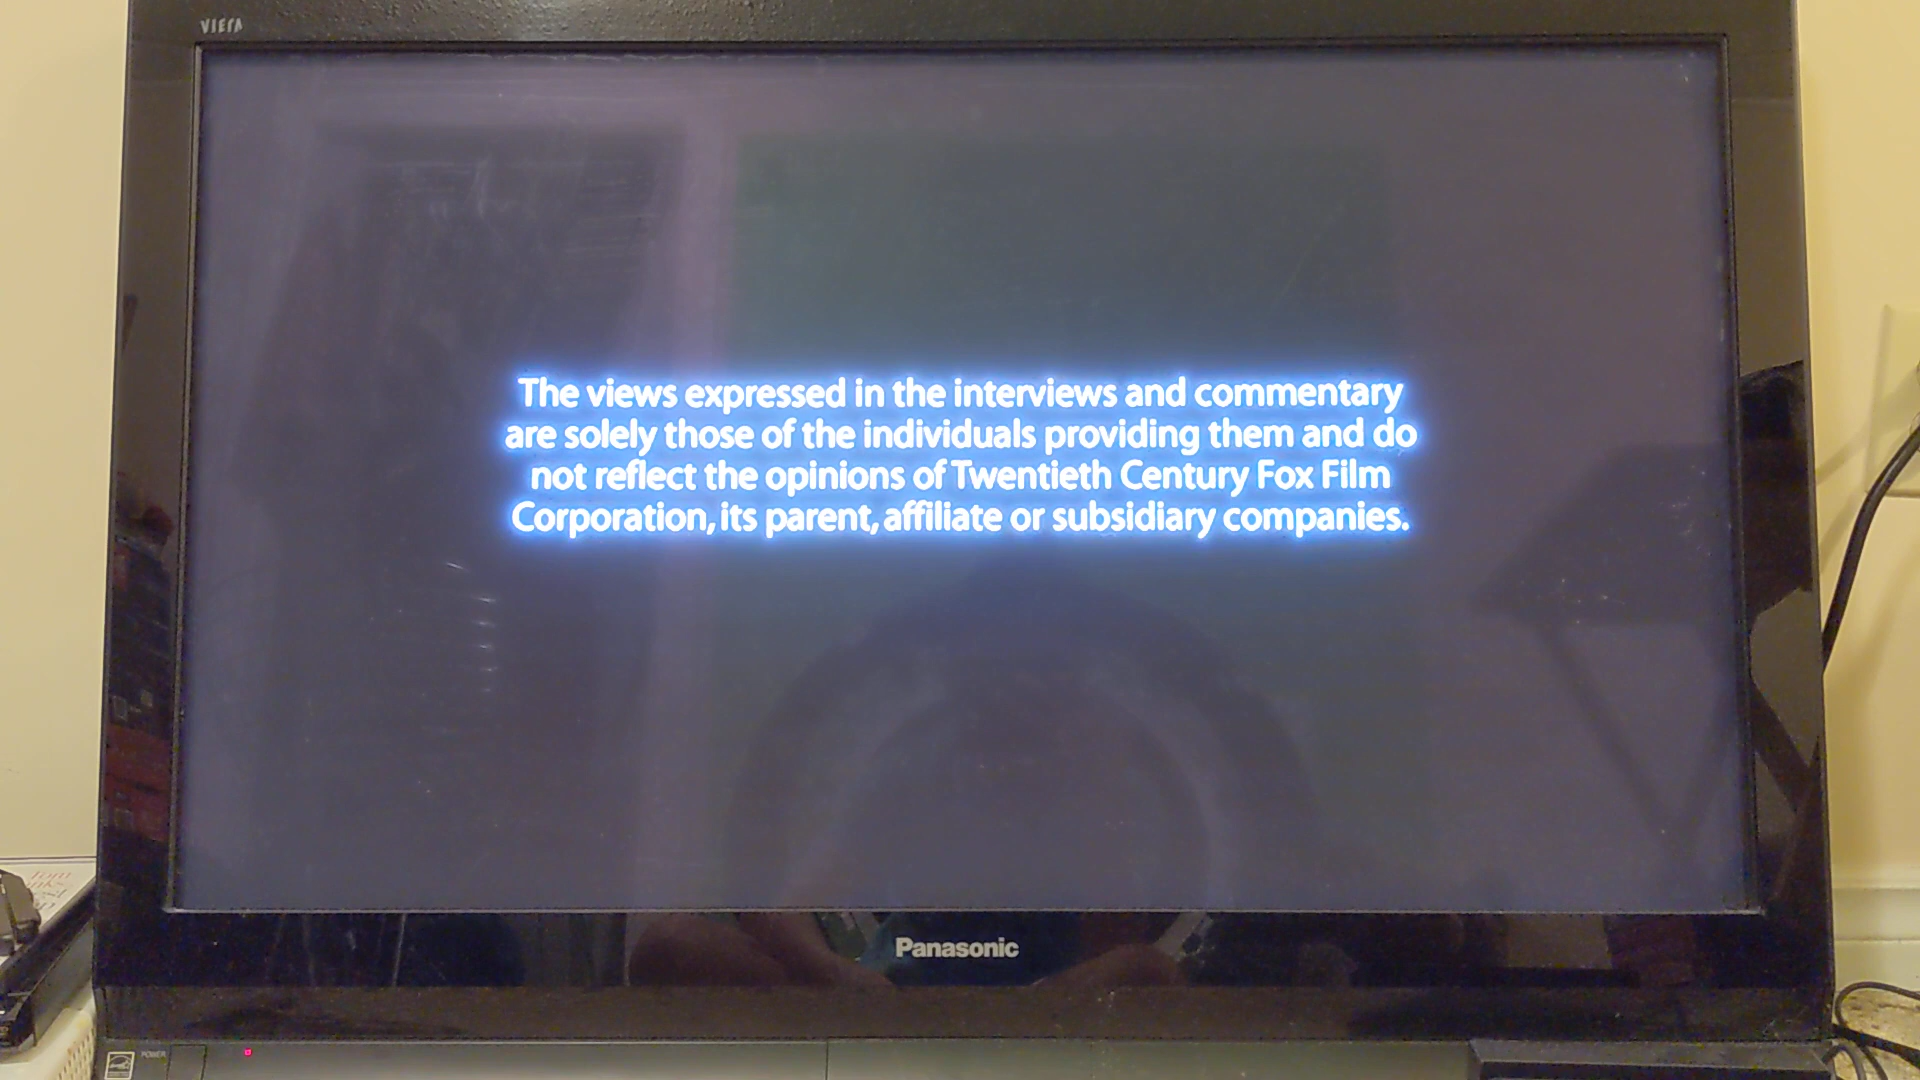 VIERA
The views expressed in the interviews and commentary
are solely those of the individuals providing them and do
not reflect the opinions of Twentieth Century Fox Film
Corporation, its parent, affiliate or subsidiary companies.
Panasonic
POWER